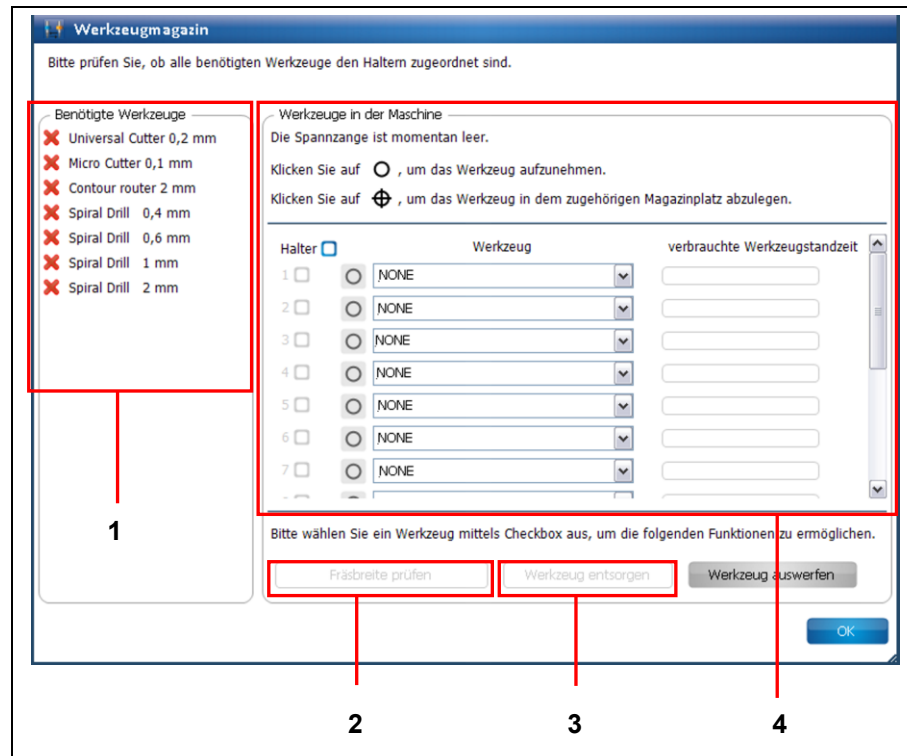 Werkzeugmagazin
Bitte prüfen Sie, ob alle benötigten Werkzeuge den Haltern zugeordnet sind.
Benötigte Werkzeuge
Universal Cutter 0,2 mm
Micro Cutter 0,1 mm
Contour router 2 mm
Spiral Drill 0,4 mm
Spiral Drill 0,6 mm
Spiral Drill 1 mm
Spiral Drill 2 mm
Werkzeuge in der Maschine
Die Spannzange ist momentan leer.
Klicken Sie auf , um das Werkzeug aufzunehmen.
Klicken Sie auf , um das Werkzeug in dem zugehörigen Magazinplatz abzulegen.
Halter Werkzeug verbrauchte Werkzeugstandzeit
1 NONE
2 NONE
3 NONE
4 NONE
5 NONE
6 NONE
7 NONE
Bitte wählen Sie ein Werkzeug mittels Checkbox aus, um die folgenden Funktionen zu ermöglichen.
Fräsbreite prüfen Werkzeug entsorgen Werkzeug auswerfen
OK
1
2 3 4